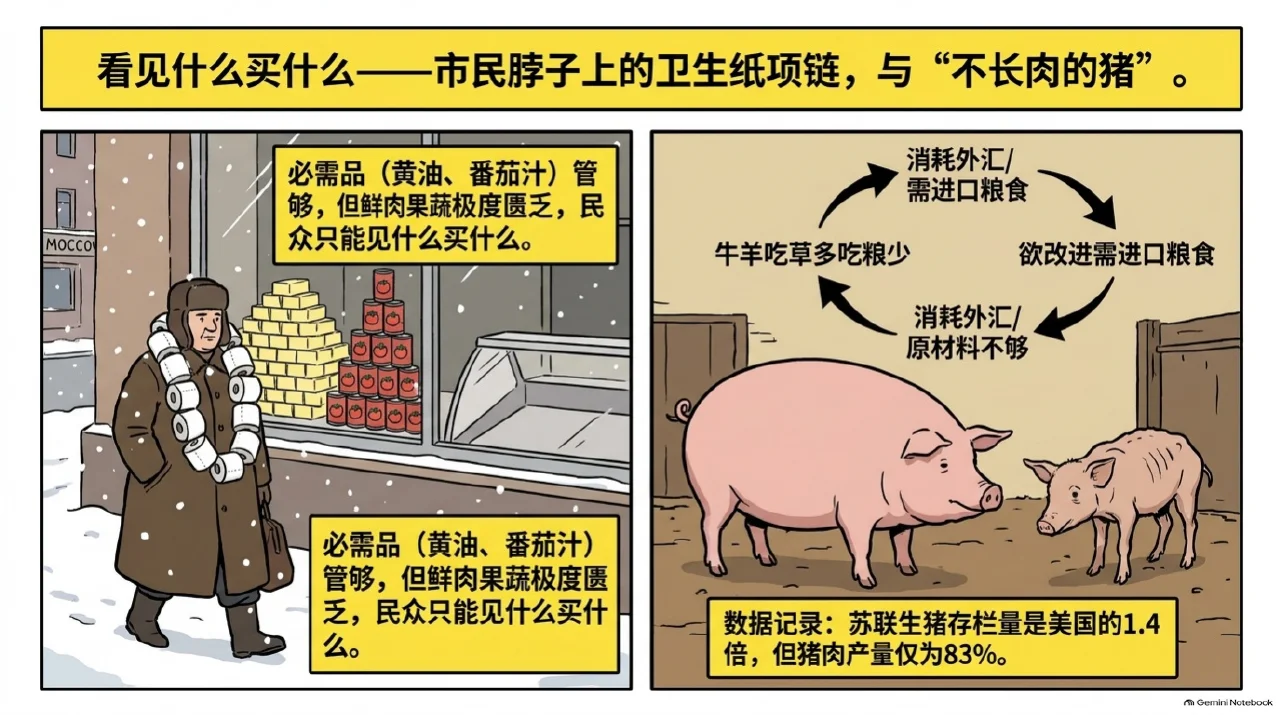 看见什么买什么——市民脖子上的卫生纸项链，与“不长肉的猪”。
必需品（黄油、番茄汁）管
够，但鲜肉果蔬极度匮乏，民
众只能见什么买什么。
MOCCO
必需品（黄油、番茄汁）
管够，但鲜肉果蔬极度匮
乏，民众只能见什么买什
么。
消耗外汇/
需进口粮食
牛羊吃草多吃粮少
欲改进需进口粮食
消耗外汇/
原材料不够
数据记录：苏联生猪存栏量是美国的1.4
倍，但猪肉产量仅为83%。
Gemini Notebook